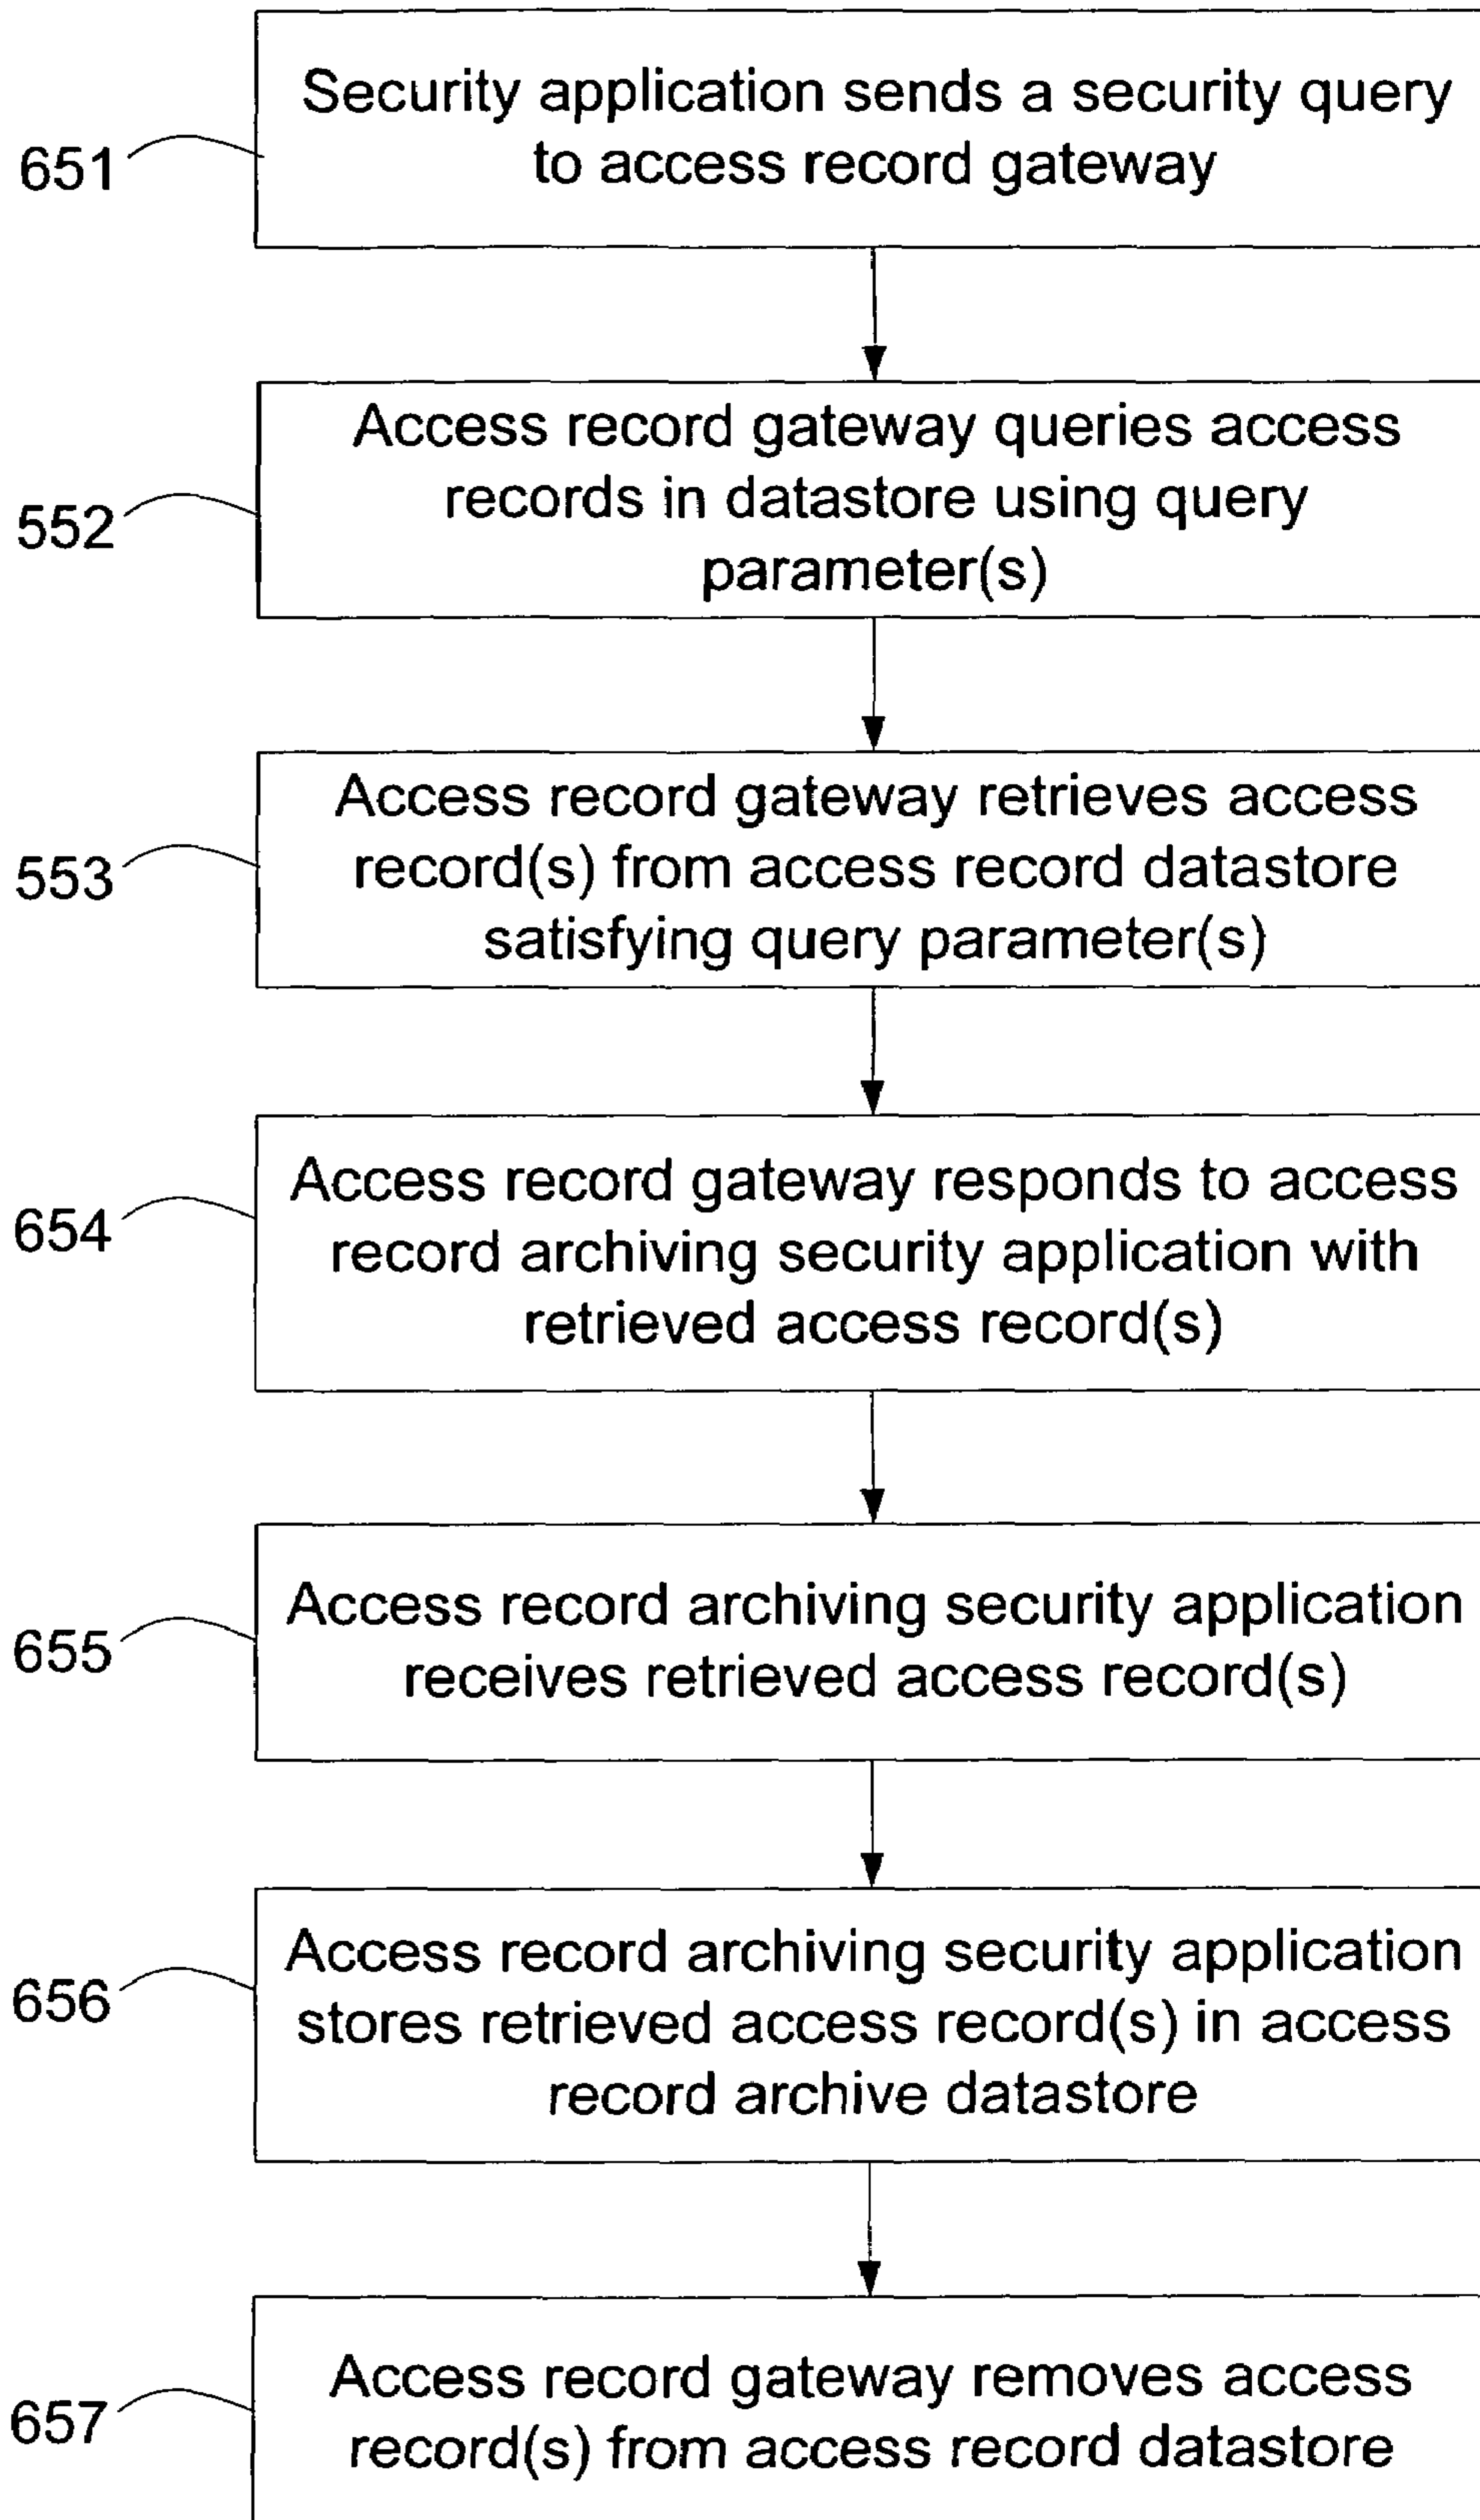 Security application sends a security query
to access record gateway
651
Access record gateway queries access
records in datastore using query
parameter(s)
552
Access record gateway retrieves access
record(s) from access record datastore
satisfying query parameter(s)
553
Access record gateway responds to access
record archiving security application with
retrieved access record(s)
654
Access record archiving security application
receives retrieved access record(s)
655
Access record archiving security application
stores retrieved access record(s) in access
record archive datastore
656
Access record gateway removes access
record(s) from access record datastore
657